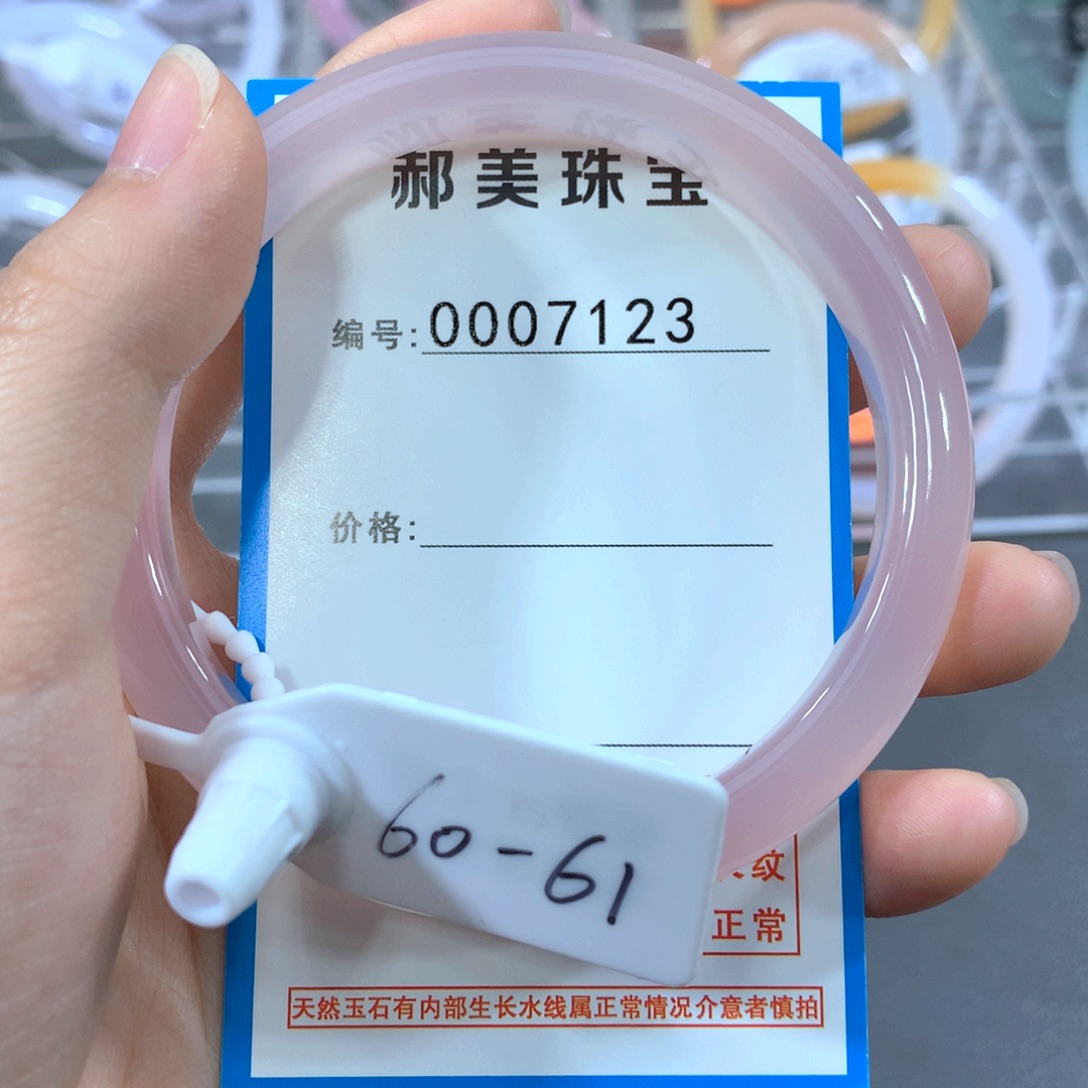 郝美珠宝
编号:0007123
价格:
60-61
纹
正常
天然玉石有内部生长水线属正常情况介意者慎拍